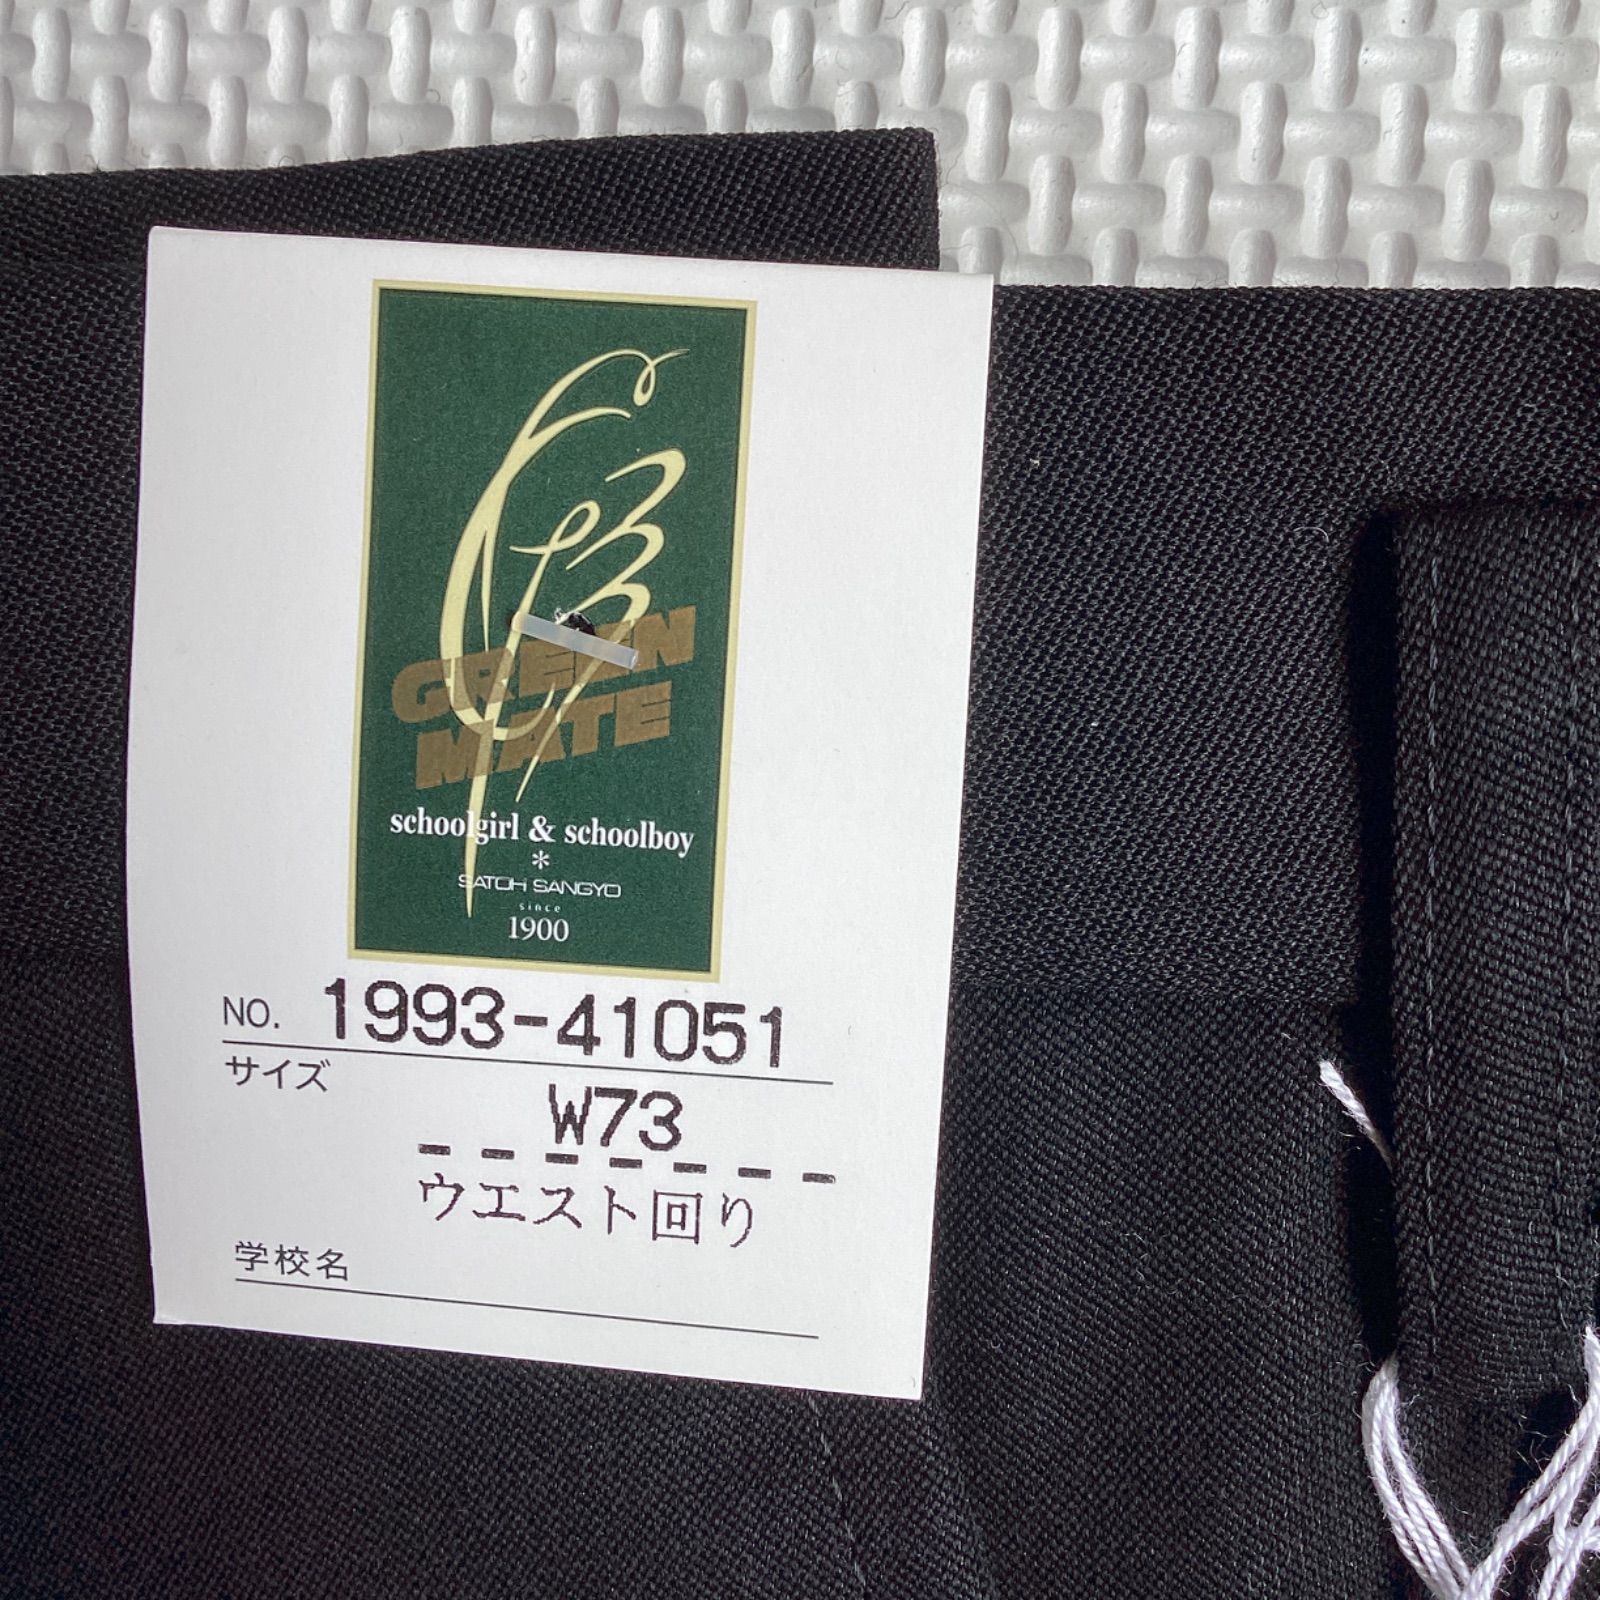 GREEN
MATE
schoolgirl & schoolboy
*
SATOH SANGYO
since
1900
NO. 1993-41051
サイズ
W73
ウエスト回り
学校名